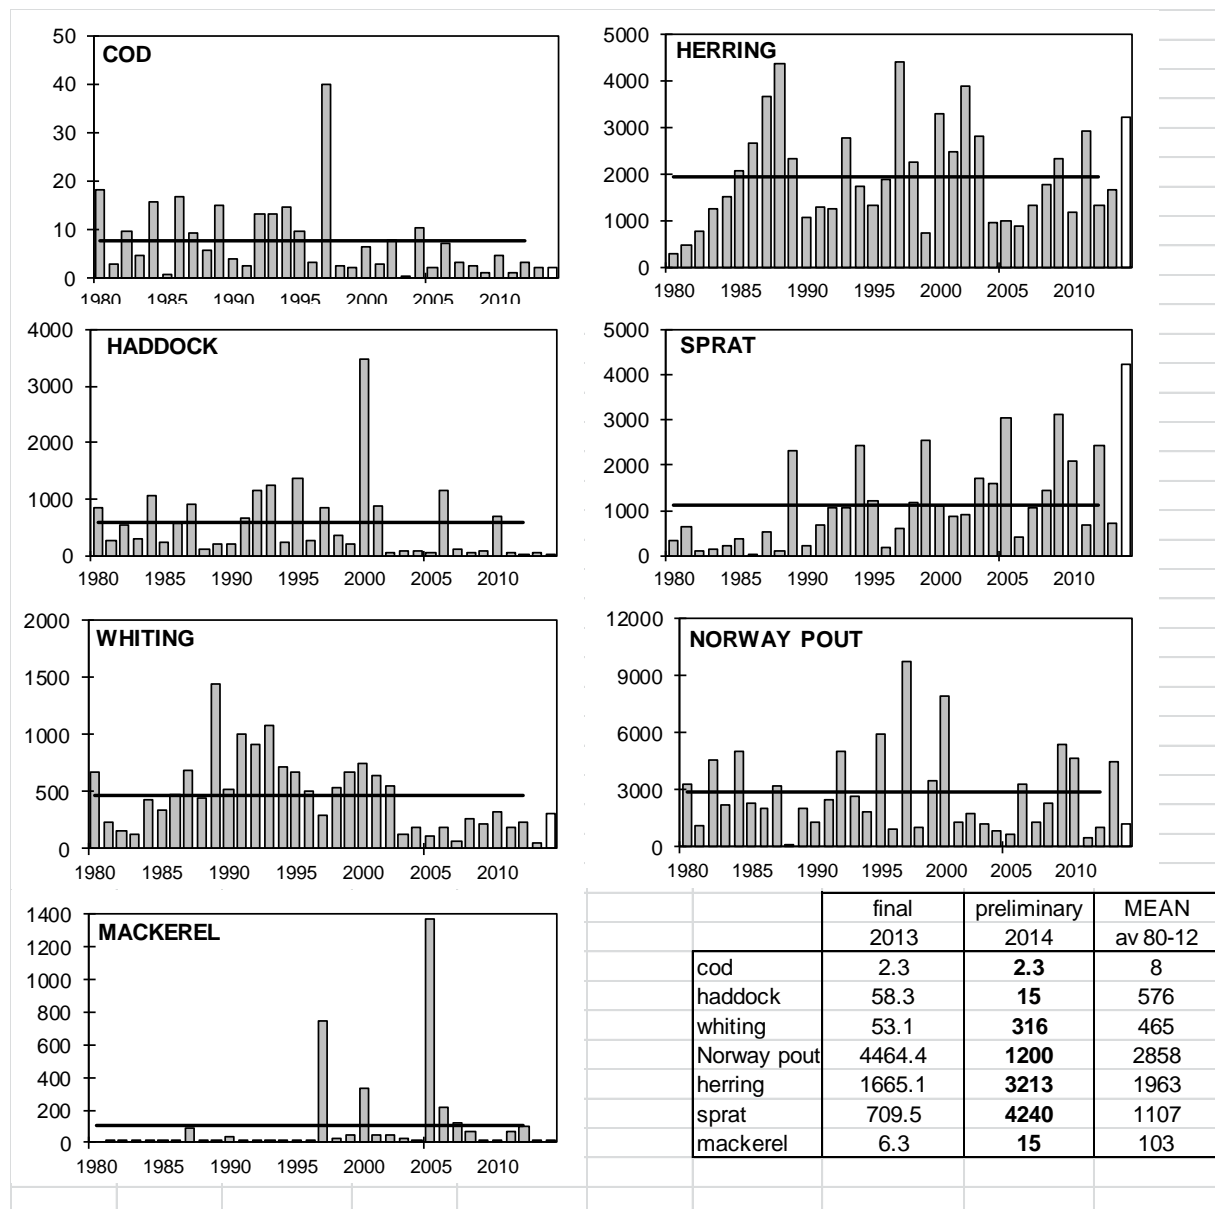 COD
50
40
30
20
10
0
1980 1985 1990 1995 2000 2005 2010
HERRING
5000
4000
3000
2000
1000
0
1980 1985 1990 1995 2000 2005 2010
HADDOCK
4000
3000
2000
1000
0
1980 1985 1990 1995 2000 2005 2010
SPRAT
5000
4000
3000
2000
1000
0
1980 1985 1990 1995 2000 2005 2010
WHITING
2000
1500
1000
500
0
1980 1985 1990 1995 2000 2005 2010
NORWAY POUT
12000
9000
6000
3000
0
1980 1985 1990 1995 2000 2005 2010
MACKEREL
1400
1200
1000
800
600
400
200
0
1980 1985 1990 1995 2000 2005 2010
final preliminary MEAN
2013 2014 av 80-12
cod 2.3 2.3 8
haddock 58.3 15 576
whiting 53.1 316 465
Norway pout 4464.4 1200 2858
herring 1665.1 3213 1963
sprat 709.5 4240 1107
mackerel 6.3 15 103